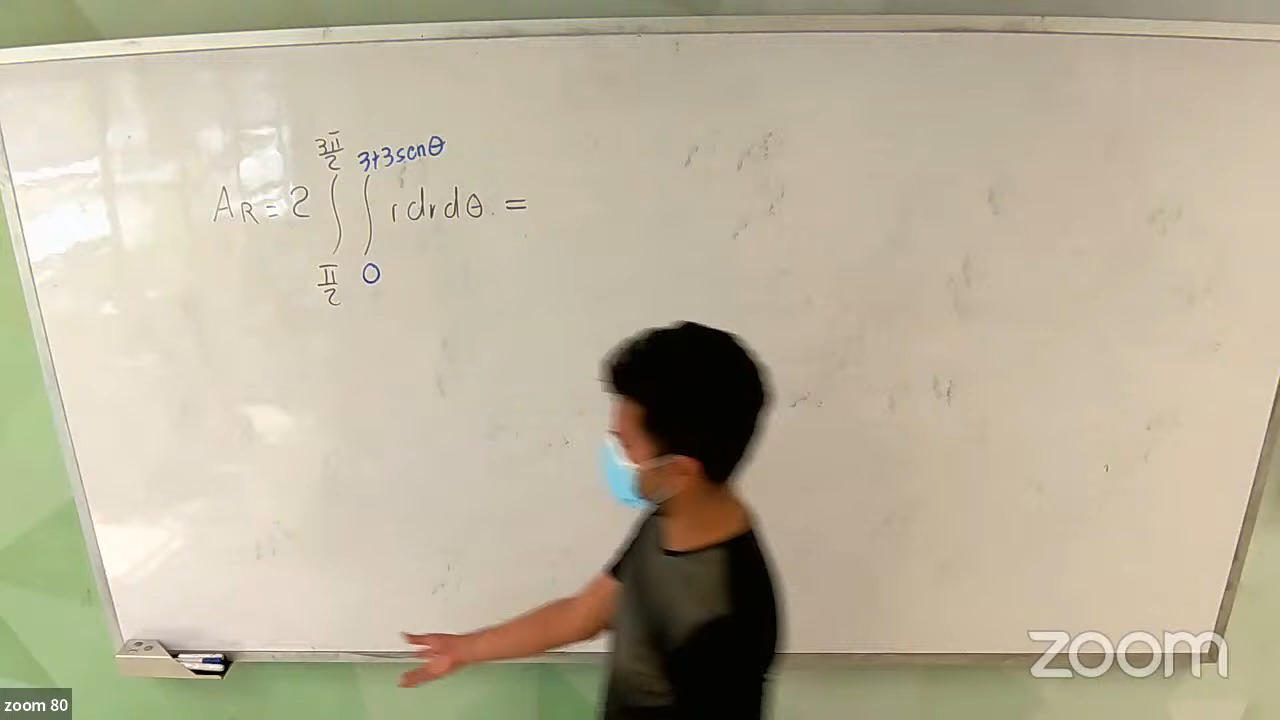 3π/2 3+3senθ
A_R = 2 ∫ ∫ r dr dθ. =
π/2 0
zoom
zoom 80